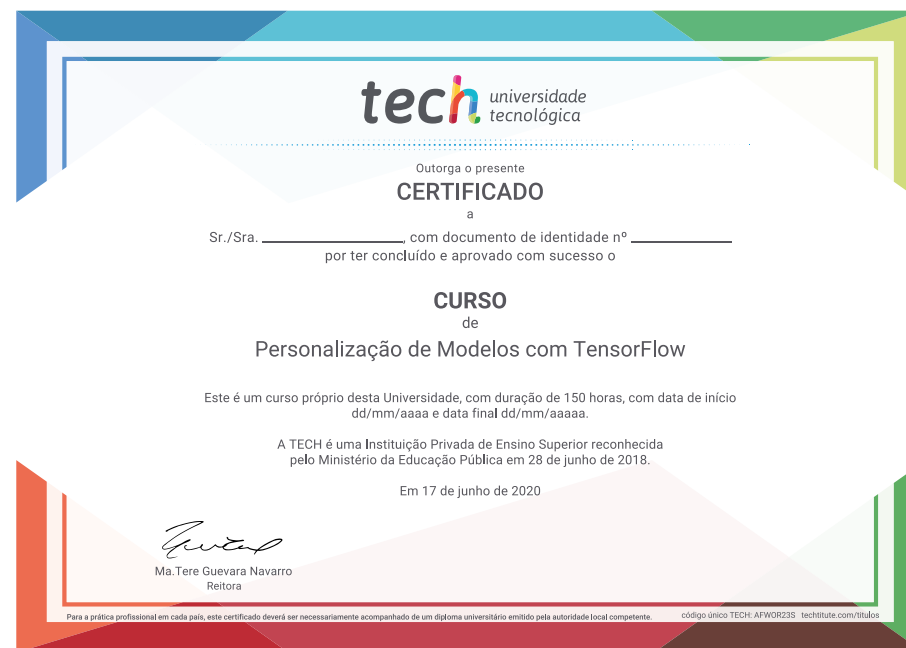 tech universidade
tecnológica
Outorga o presente
CERTIFICADO
a
Sr./Sra. ____________, com documento de identidade nº ____________
por ter concluído e aprovado com sucesso o
CURSO
de
Personalização de Modelos com TensorFlow
Este é um curso próprio desta Universidade, com duração de 150 horas, com data de início
dd/mm/aaaa e data final dd/mm/aaaaa.
A TECH é uma Instituição Privada de Ensino Superior reconhecida
pelo Ministério da Educação Pública em 28 de junho de 2018.
Em 17 de junho de 2020
Ma.Tere Guevara Navarro
Reitora
Para a prática profissional em cada país, este certificado deverá ser necessariamente acompanhado de um diploma universitário emitido pela autoridade local competente. código único TECH: AFWOR23S techtitute.com/titulos